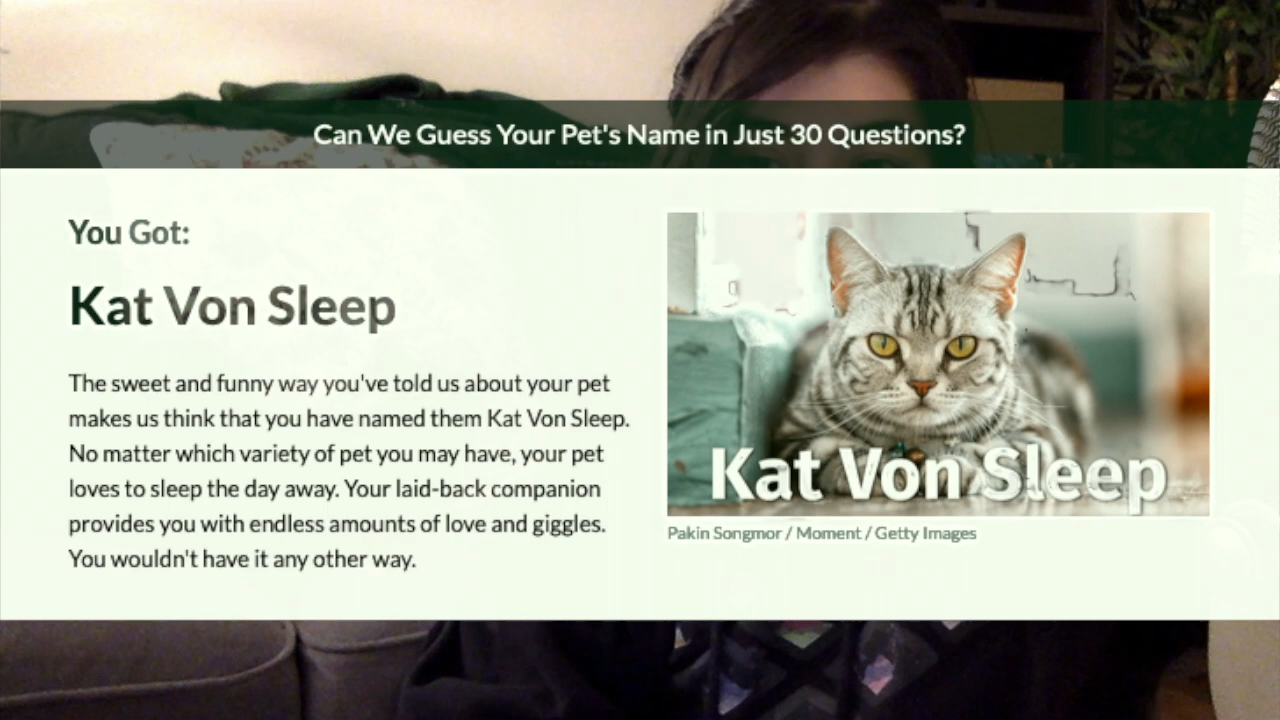 Can We Guess Your Pet's Name in Just 30 Questions?
You Got:
Kat Von Sleep
The sweet and funny way you've told us about your pet
makes us think that you have named them Kat Von Sleep.
No matter which variety of pet you may have, your pet
loves to sleep the day away. Your laid-back companion
provides you with endless amounts of love and giggles.
You wouldn't have it any other way.
Kat Von Sleep
Pakin Songmor / Moment / Getty Images